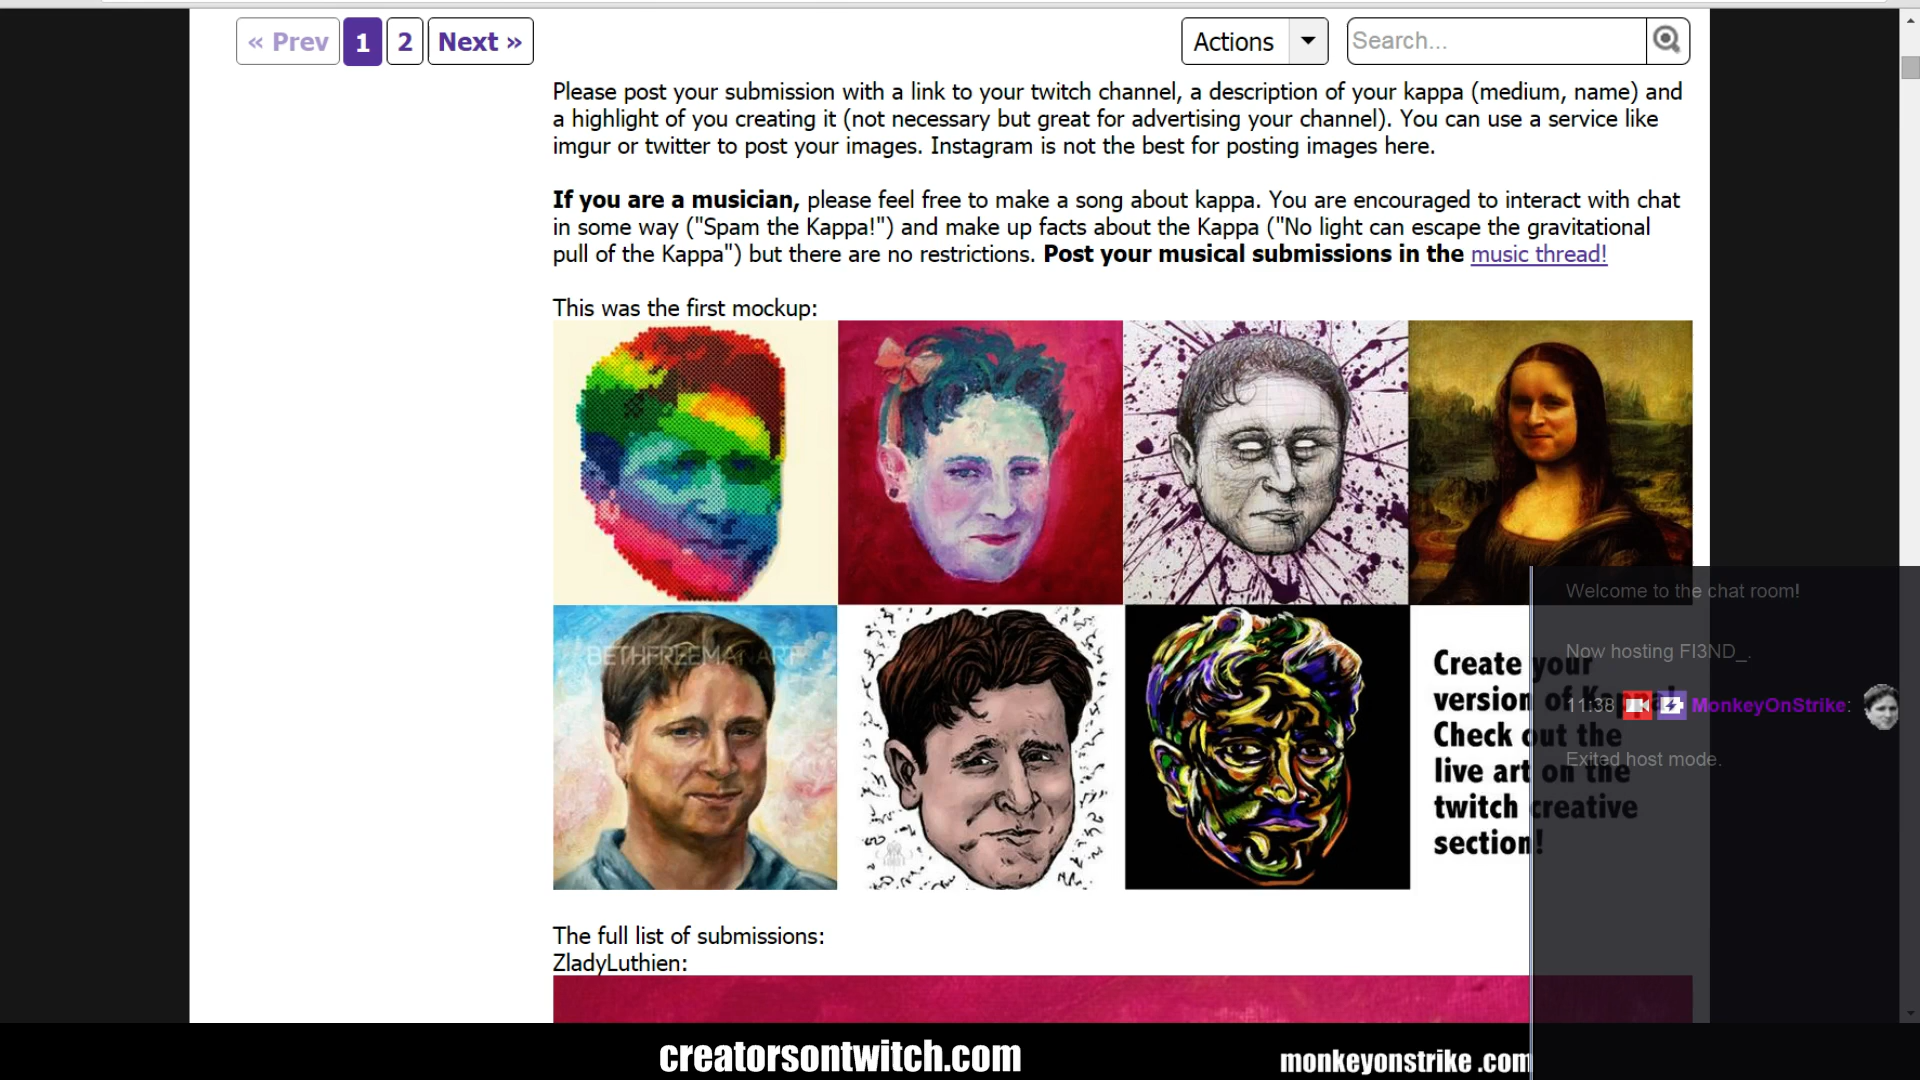 « Prev 1 2 Next » Actions Search...
Please post your submission with a link to your twitch channel, a description of your kappa (medium, name) and
a highlight of you creating it (not necessary but great for advertising your channel). You can use a service like
imgur or twitter to post your images. Instagram is not the best for posting images here.
If you are a musician, please feel free to make a song about kappa. You are encouraged to interact with chat
in some way ("Spam the Kappa!") and make up facts about the Kappa ("No light can escape the gravitational
pull of the Kappa") but there are no restrictions. Post your musical submissions in the music thread!
This was the first mockup:
BETHFREEMANART
Create your
version of Kappa!
Check out the
live art on the
twitch creative
section!
Welcome to the chat room!
Now hosting FI3ND_.
11:38 MonkeyOnStrike:
Exited host mode.
The full list of submissions:
ZladyLuthien:
creatorsontwitch.com
monkeyonstrike .com